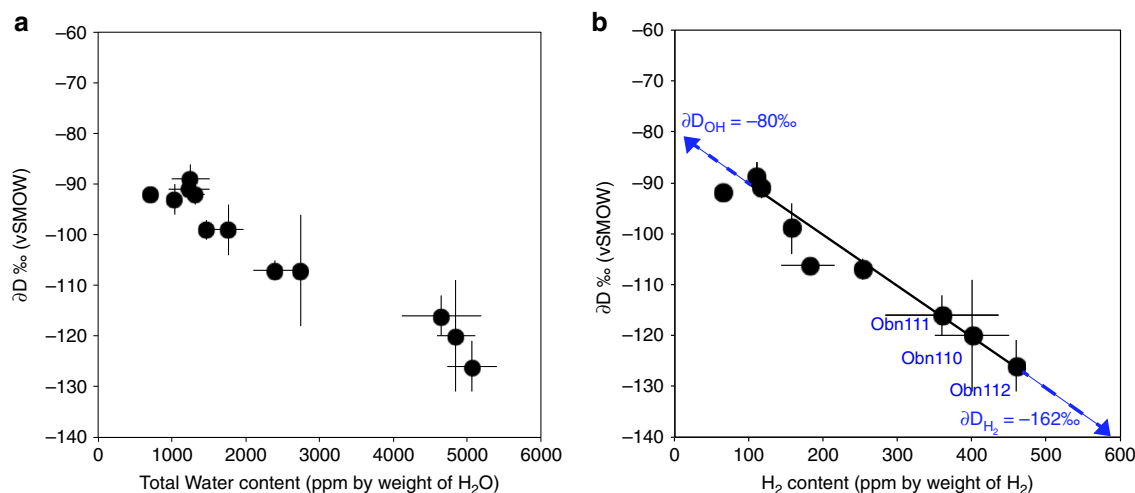 a
–60
–70
–80
–90
–100
–110
–120
–130
–140
∂D ‰ (vSMOW)
0
1000
2000
3000
4000
5000
6000
Total Water content (ppm by weight of H₂O)
b
–60
–70
–80
–90
–100
–110
–120
–130
–140
∂D ‰ (vSMOW)
∂D_OH = –80‰
Obn111
Obn110
Obn112
∂D_H₂ = –162‰
0
100
200
300
400
500
600
H₂ content (ppm by weight of H₂)